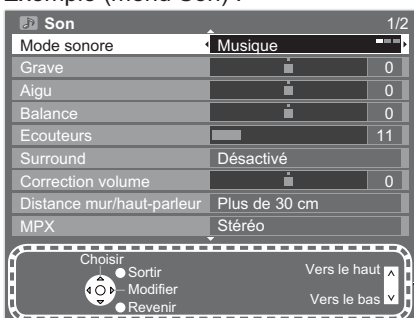 Exemple (menu Son) :
Son 1/2
Mode sonore Musique
Grave 0
Aigu 0
Balance 0
Ecouteurs 11
Surround Désactivé
Correction volume 0
Distance mur/haut-parleur Plus de 30 cm
MPX Stéréo
Choisir
Sortir
Vers le haut
Modifier
Vers le bas
Revenir